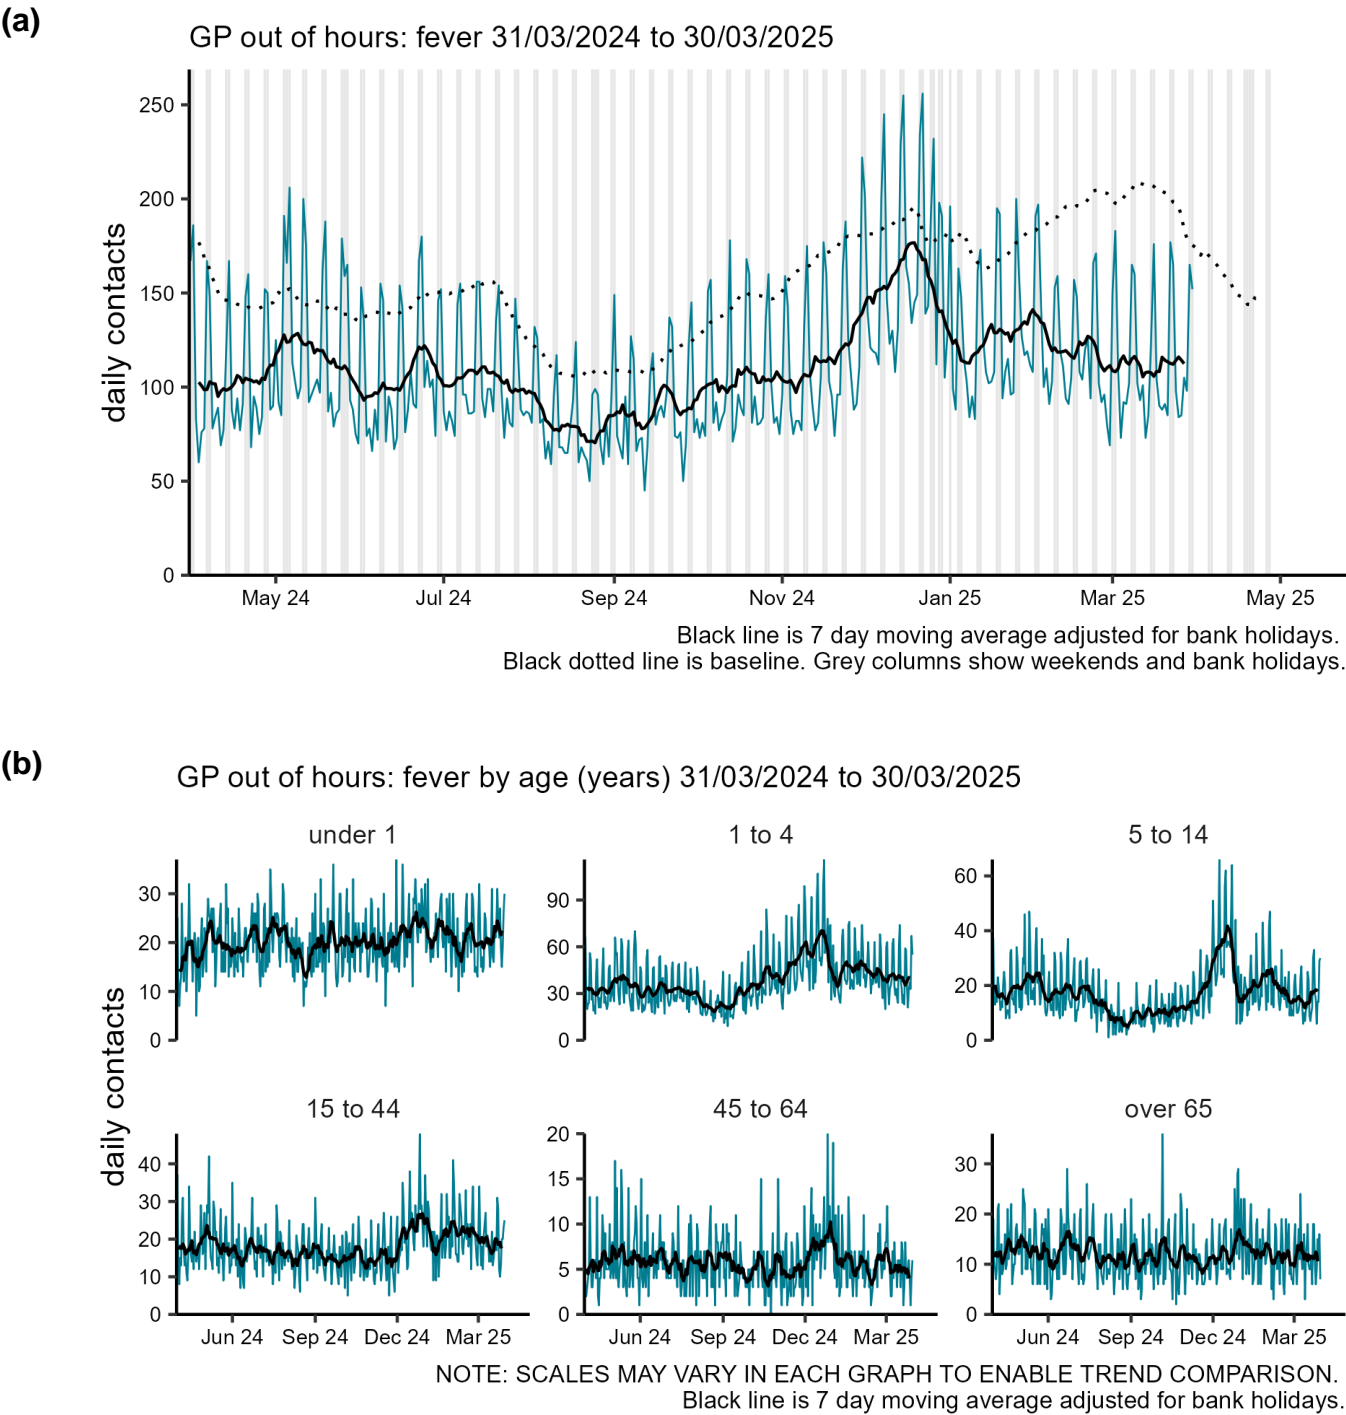 (a)
GP out of hours: fever 31/03/2024 to 30/03/2025
daily contacts
250
200
150
100
50
0
May 24 Jul 24 Sep 24 Nov 24 Jan 25 Mar 25 May 25
Black line is 7 day moving average adjusted for bank holidays.
Black dotted line is baseline. Grey columns show weekends and bank holidays.
(b)
GP out of hours: fever by age (years) 31/03/2024 to 30/03/2025
daily contacts
under 1
30
20
10
0
1 to 4
90
60
30
0
5 to 14
60
40
20
0
15 to 44
40
30
20
10
0
Jun 24 Sep 24 Dec 24 Mar 25
45 to 64
20
15
10
5
0
Jun 24 Sep 24 Dec 24 Mar 25
over 65
30
20
10
0
Jun 24 Sep 24 Dec 24 Mar 25
NOTE: SCALES MAY VARY IN EACH GRAPH TO ENABLE TREND COMPARISON.
Black line is 7 day moving average adjusted for bank holidays.